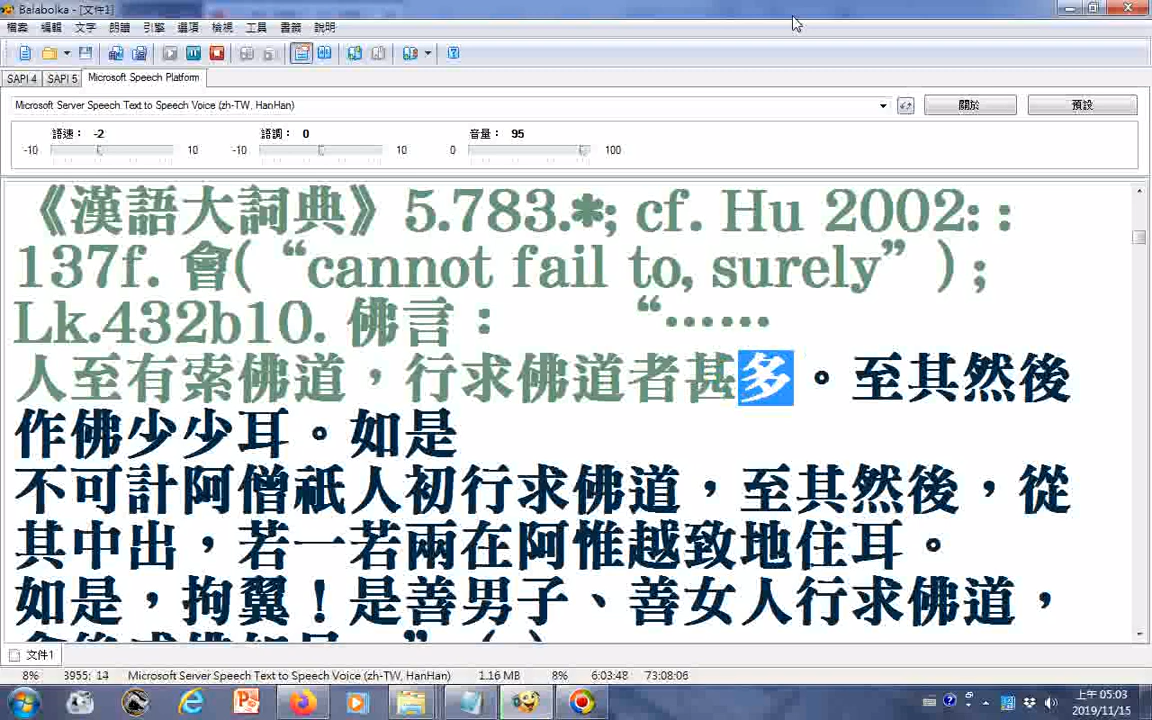 Balabolka - [文件1]
檔案 編輯 文字 朗讀 引擎 選項 檢視 工具 書籤 說明
SAPI 4 SAPI 5 Microsoft Speech Platform
Microsoft Server Speech Text to Speech Voice (zh-TW, HanHan) 關於 預設
語速： -2 語調： 0 音量： 95
-10 10 -10 10 0 100
《漢語大詞典》5.783.*; cf. Hu 2002: :
137f. 會(“cannot fail to, surely”) ;
Lk.432b10. 佛言： “……
人至有索佛道，行求佛道者甚多。至其然後
作佛少少耳。如是
不可計阿僧祇人初行求佛道，至其然後，從
其中出，若一若兩在阿惟越致地住耳。
如是，拘翼！是善男子、善女人行求佛道，
文件1
8% 3955: 14 Microsoft Server Speech Text to Speech Voice (zh-TW, HanHan) 1.16 MB 8% 6:03:48 73:08:06
上午 05:03
2019/11/15